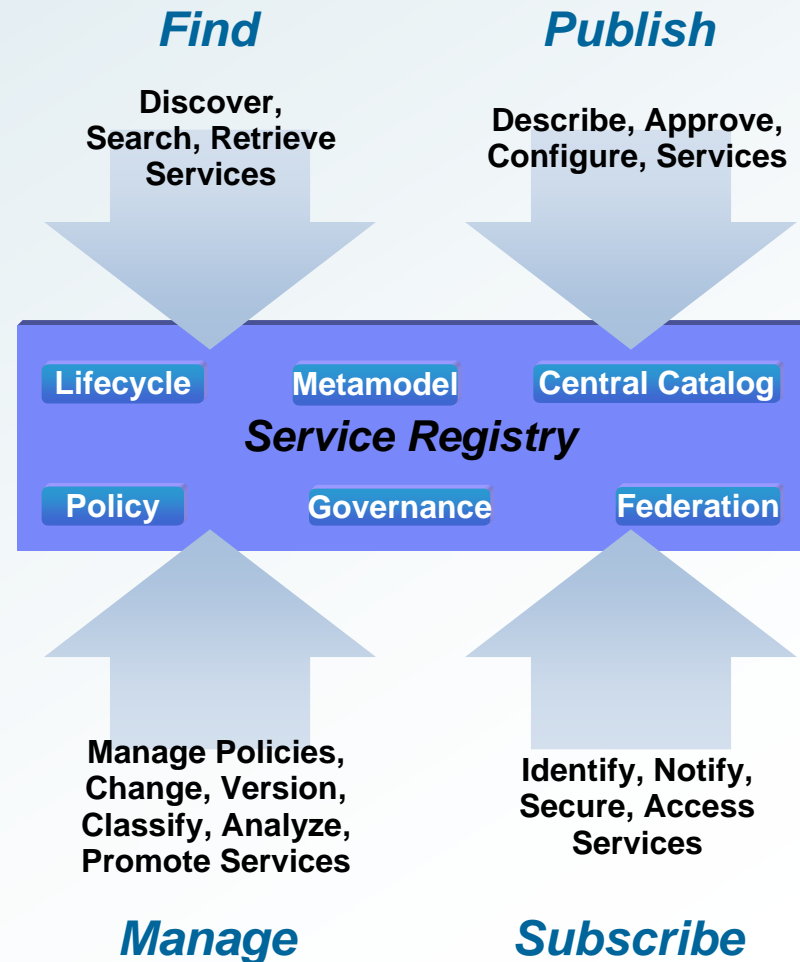 Find
Publish
Discover,
Search, Retrieve
Services
Describe, Approve,
Configure, Services
Lifecycle
Metamodel
Central Catalog
Service Registry
Policy
Governance
Federation
Manage Policies,
Change, Version,
Classify, Analyze,
Promote Services
Identify, Notify,
Secure, Access
Services
Manage
Subscribe